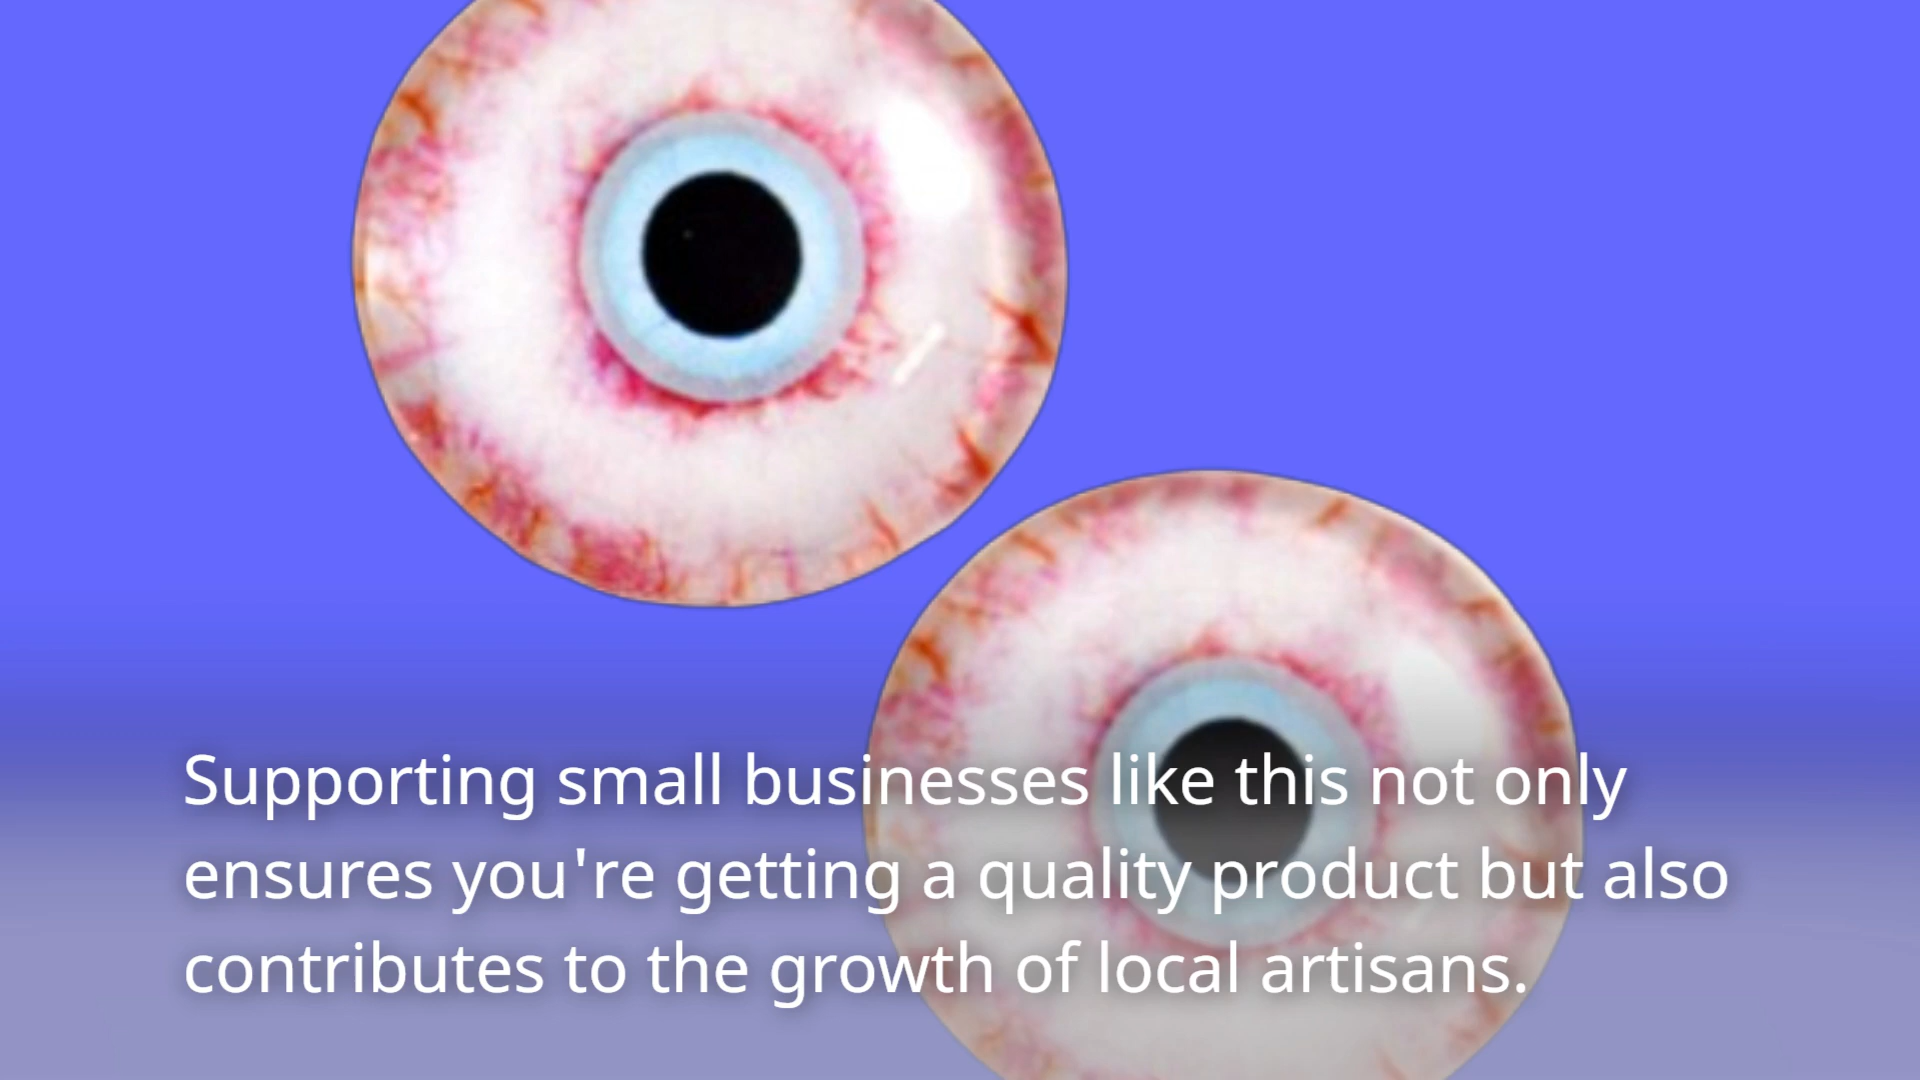 Supporting small businesses like this not only
ensures you're getting a quality product but also
contributes to the growth of local artisans.